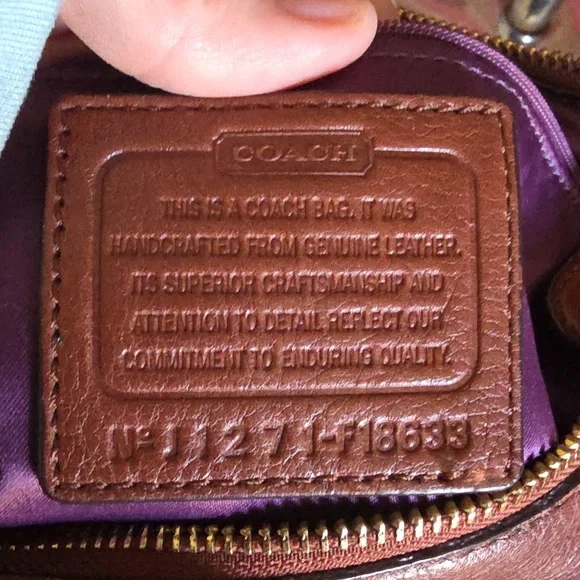 COACH
THIS IS A COACH BAG. IT WAS
HANDCRAFTED FROM GENUINE LEATHER.
ITS SUPERIOR CRAFTSMANSHIP AND
ATTENTION TO DETAIL REFLECT OUR
COMMITMENT TO ENDURING QUALITY.
Nº J1271-F18633